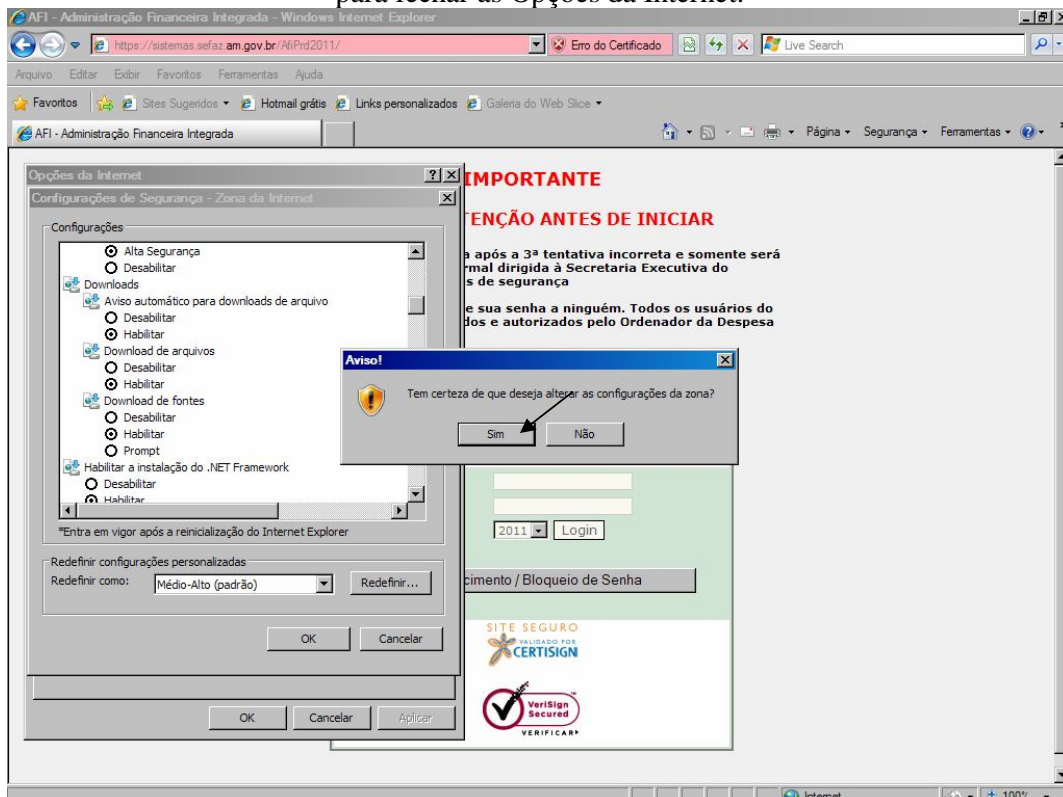 para fechar as Opções da Internet.
AFI - Administração Financeira Integrada - Windows Internet Explorer
https://sistemas.sefaz.am.gov.br/AfiPrd2011/
Erro do Certificado
Live Search
Arquivo Editar Exibir Favoritos Ferramentas Ajuda
Favoritos
Sites Sugeridos
Hotmail grátis
Links personalizados
Galeria do Web Slice
AFI - Administração Financeira Integrada
Página
Segurança
Ferramentas
Opções da Internet
Configurações de Segurança - Zona da Internet
Configurações
Alta Segurança
Desabilitar
Downloads
Aviso automático para downloads de arquivo
Desabilitar
Habilitar
Download de arquivos
Desabilitar
Habilitar
Download de fontes
Desabilitar
Habilitar
Prompt
Habilitar a instalação do .NET Framework
Desabilitar
Habilitar
*Entra em vigor após a reinicialização do Internet Explorer
Redefinir configurações personalizadas
Redefinir como:
Médio-Alto (padrão)
Redefinir...
OK Cancelar
OK Cancelar Aplicar
IMPORTANTE
TENÇÃO ANTES DE INICIAR
a após a 3ª tentativa incorreta e somente será
rmal dirigida à Secretaria Executiva do
s de segurança
e sua senha a ninguém. Todos os usuários do
dos e autorizados pelo Ordenador da Despesa
Aviso!
Tem certeza de que deseja alterar as configurações da zona?
Sim Não
2011 Login
cimento / Bloqueio de Senha
SITE SEGURO
VALIDADO POR
CERTISIGN
VeriSign
Secured
VERIFICAR
Internet
100%